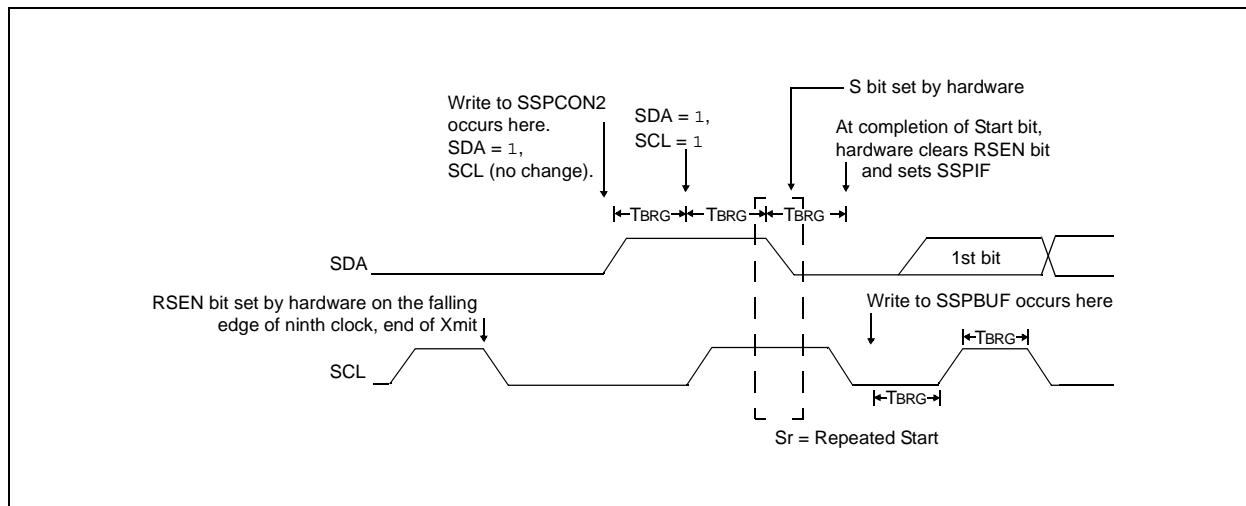 S bit set by hardware
Write to SSPCON2
occurs here.
SDA = 1,
SCL (no change).
SDA = 1,
SCL = 1
At completion of Start bit,
hardware clears RSEN bit
and sets SSPIF
TBRG
TBRG
TBRG
SDA
1st bit
RSEN bit set by hardware on the falling
edge of ninth clock, end of Xmit
Write to SSPBUF occurs here
TBRG
SCL
TBRG
Sr = Repeated Start